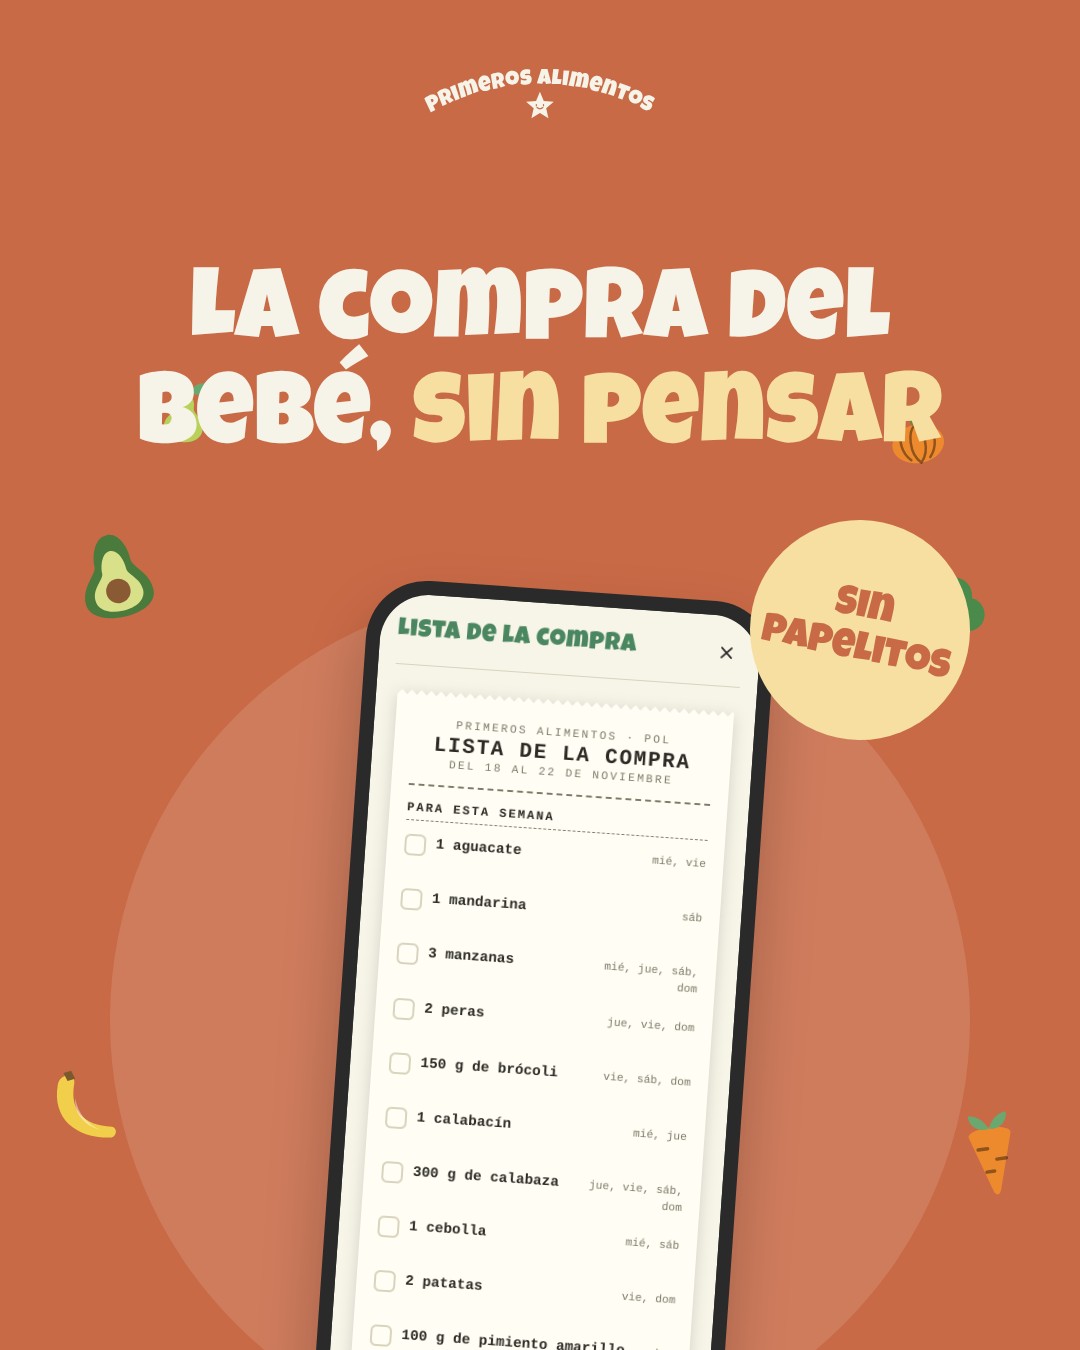 PRIMEROS ALIMENTOS
LA COMPRA DEL
BEBÉ, SIN PENSAR
SIN
PAPELITOS
LISTA DE LA COMPRA
×
PRIMEROS ALIMENTOS · POL
LISTA DE LA COMPRA
DEL 18 AL 22 DE NOVIEMBRE
PARA ESTA SEMANA
1 aguacate mié, vie
1 mandarina sáb
3 manzanas mié, jue, sáb,
dom
2 peras jue, vie, dom
150 g de brócoli vie, sáb, dom
1 calabacín mié, jue
300 g de calabaza jue, vie, sáb,
dom
1 cebolla mié, sáb
2 patatas vie, dom
100 g de pimiento amarillo